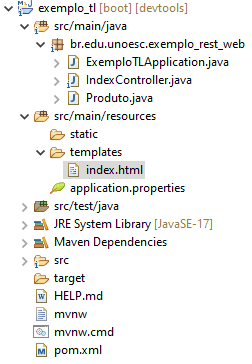 exemplo_tl [boot] [devtools]
src/main/java
br.edu.unoesc.exemplo_rest_web
ExemploTLApplication.java
IndexController.java
Produto.java
src/main/resources
static
templates
index.html
application.properties
src/test/java
JRE System Library [JavaSE-17]
Maven Dependencies
src
target
HELP.md
mvnw
mvnw.cmd
pom.xml